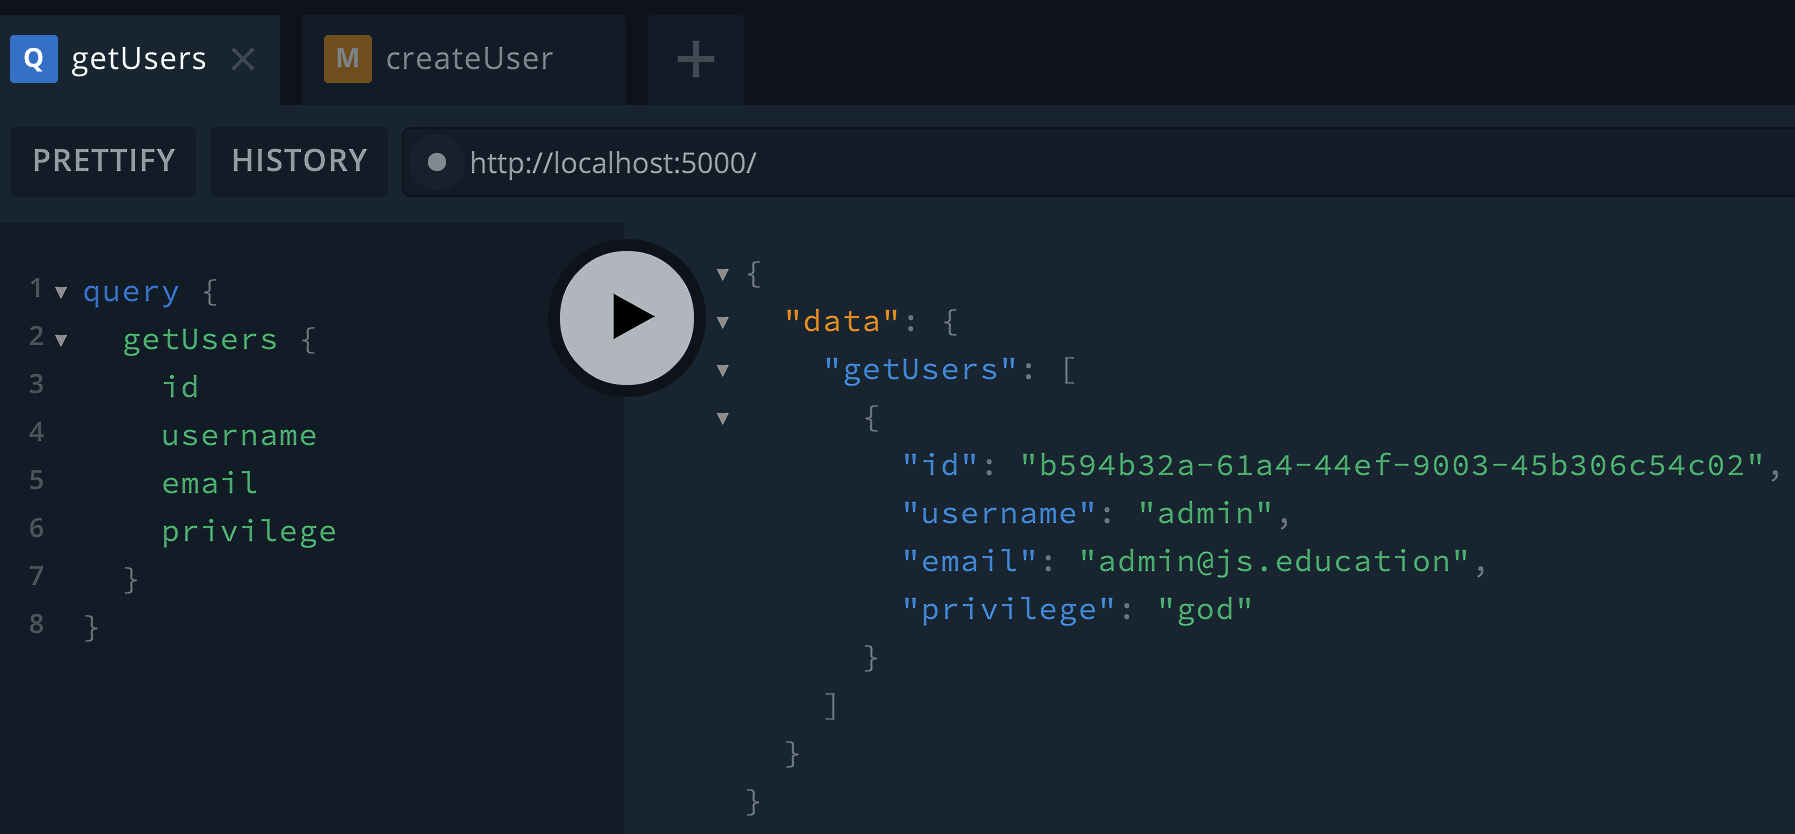 Q getUsers
M createUser
PRETTIFY HISTORY http://localhost:5000/
1 query {
2 getUsers {
3 id
4 username
5 email
6 privilege
7 }
8 }
{
"data": {
"getUsers": [
{
"id": "b594b32a-61a4-44ef-9003-45b306c54c02",
"username": "admin",
"email": "admin@js.education",
"privilege": "god"
}
]
}
}